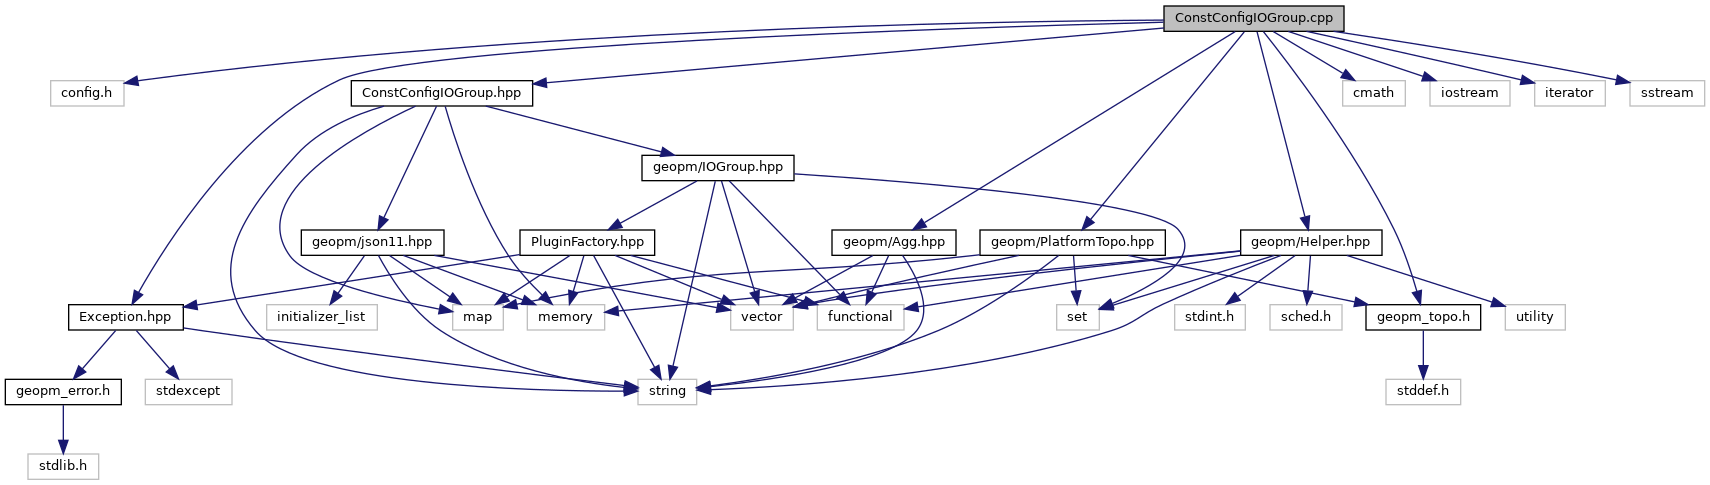 ConstConfigIOGroup.cpp
config.h
ConstConfigIOGroup.hpp
cmath
iostream
iterator
sstream
geopm/IOGroup.hpp
geopm/json11.hpp
PluginFactory.hpp
geopm/Agg.hpp
geopm/PlatformTopo.hpp
geopm/Helper.hpp
Exception.hpp
initializer_list
map
memory
vector
functional
set
stdint.h
sched.h
geopm_topo.h
utility
geopm_error.h
stdexcept
string
stddef.h
stdlib.h